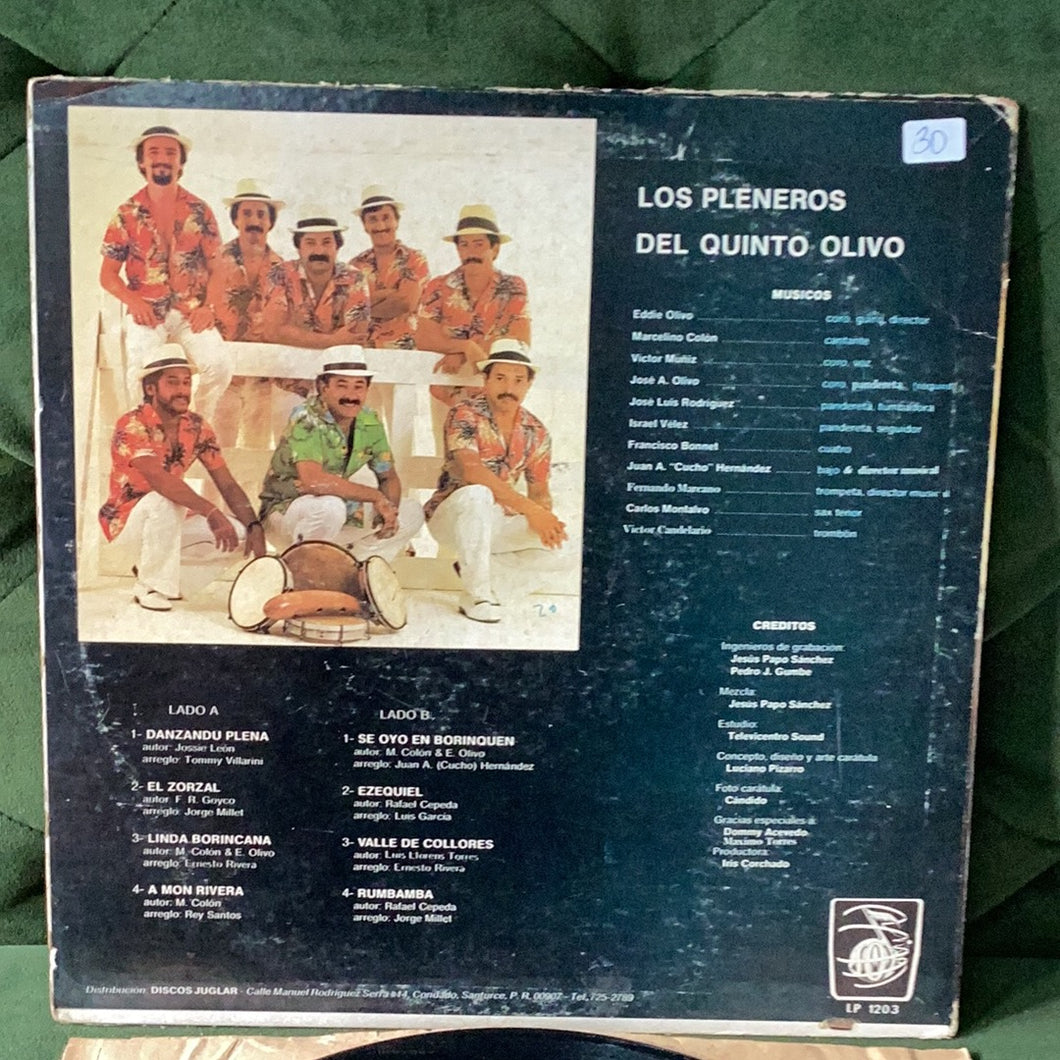 30
LOS PLENEROS
DEL QUINTO OLIVO
MUSICOS
Eddie Olivo coro, guiro, director
Marcelino Colón cantante
Victor Muñiz coro, voz
José A. Olivo coro, pandereta,
José Luis Rodríguez pandereta, tumbadora
Israel Vélez pandereta, seguidor
Francisco Bonnet cuatro
Juan A. "Cucho" Hernández bajo & director musical
Fernando Marcano trompeta, director
Carlos Montalvo sax tenor
Victor Candelario trombón
20
CREDITOS
Ingenieros de grabación:
Jesús Papo Sánchez
Pedro J. Gumbe
Mezcla:
Jesús Papo Sánchez
Estudio:
Televicentro Sound
Concepto, diseño y arte carátula
Luciano Pizarro
Foto carátula:
Cándido
Gracias especiales a:
Dommy Acevedo
Maximo Torres
Productora:
Iris Corchado
LADO A
1- DANZANDU PLENA
autor: Jossie León
arreglo: Tommy Villarini
2- EL ZORZAL
autor: F. R. Goyco
arreglo: Jorge Millet
3- LINDA BORINCANA
autor: M. Colón & E. Olivo
arreglo: Ernesto Rivera
4- A MON RIVERA
autor: M. Colón
arreglo: Rey Santos
LADO B
1- SE OYO EN BORINQUEN
autor: M. Colón & E. Olivo
arreglo: Juan A. (Cucho) Hernández
2- EZEQUIEL
autor: Rafael Cepeda
arreglo: Luis García
3- VALLE DE COLLORES
autor: Luis Llorens Torres
arreglo: Ernesto Rivera
4- RUMBAMBA
autor: Rafael Cepeda
arreglo: Jorge Millet
Distribución: DISCOS JUGLAR - Calle Manuel Rodríguez Serra #14, Condado, Santurce, P. R. 00907 - Tel. 725-2789
LP 1203